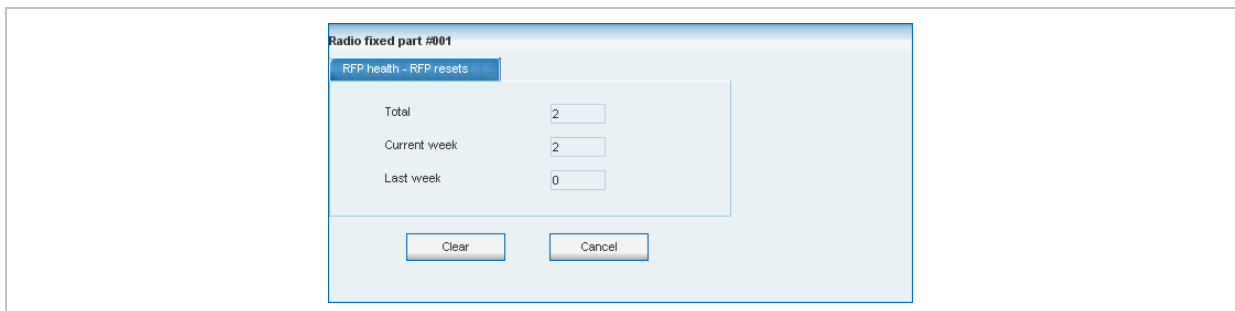 Radio fixed part #001
RFP health - RFP resets
Total 2
Current week 2
Last week 0
Clear Cancel